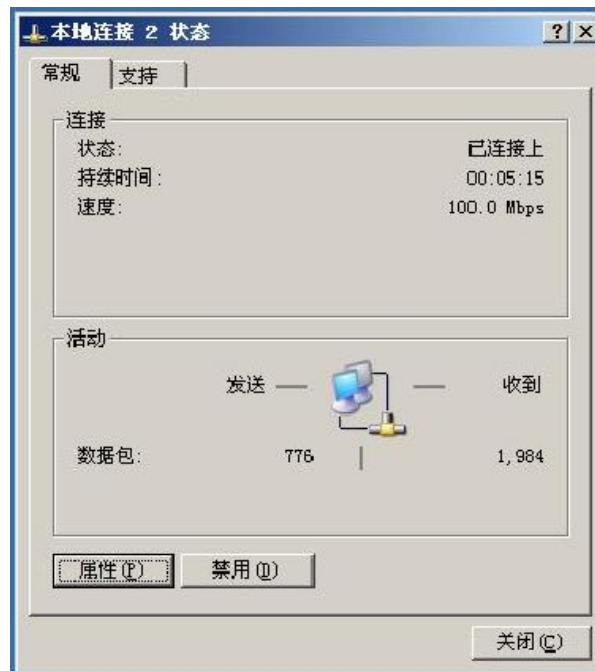 本地连接 2 状态
常规 支持
连接
状态: 已连接上
持续时间: 00:05:15
速度: 100.0 Mbps
活动
发送 — — 收到
数据包: 776 | 1,984
属性(P) 禁用(D)
关闭(C)